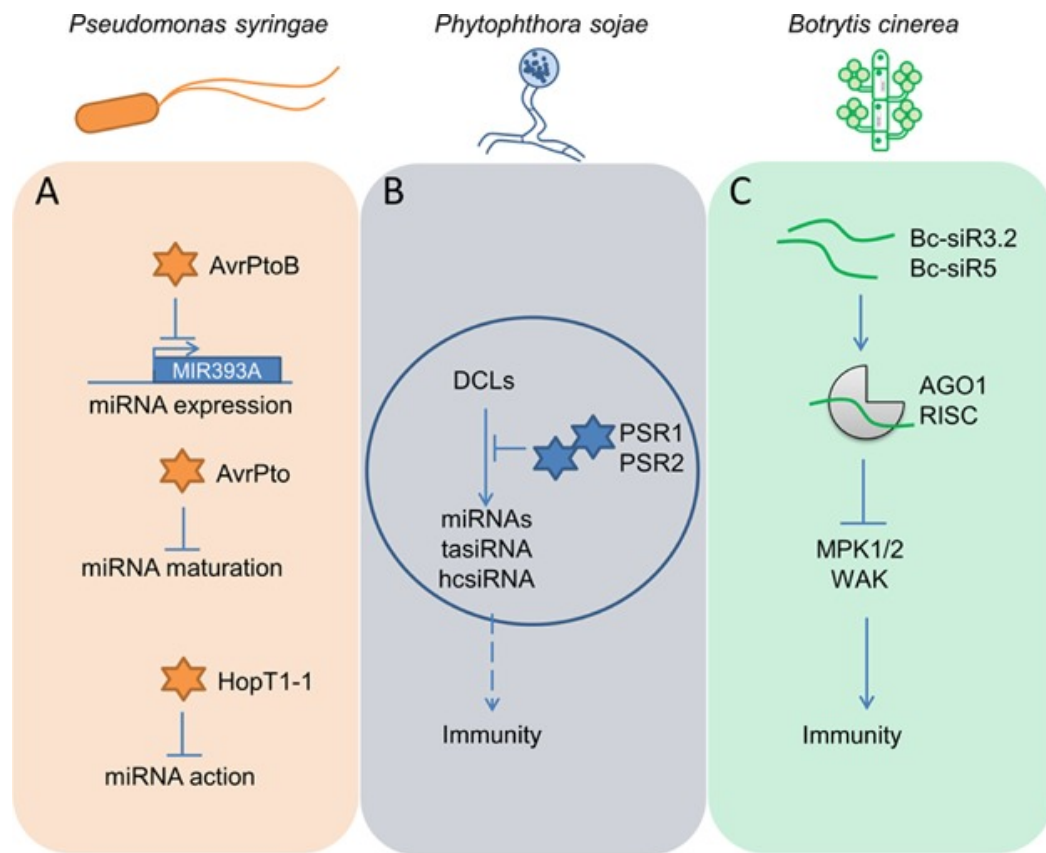 Pseudomonas syringae
Phytophthora sojae
Botrytis cinerea
A
AvrPtoB
MIR393A
miRNA expression
AvrPto
miRNA maturation
HopT1-1
miRNA action
B
DCLs
PSR1
PSR2
miRNAs
tasiRNA
hcsiRNA
Immunity
C
Bc-siR3.2
Bc-siR5
AGO1
RISC
MPK1/2
WAK
Immunity